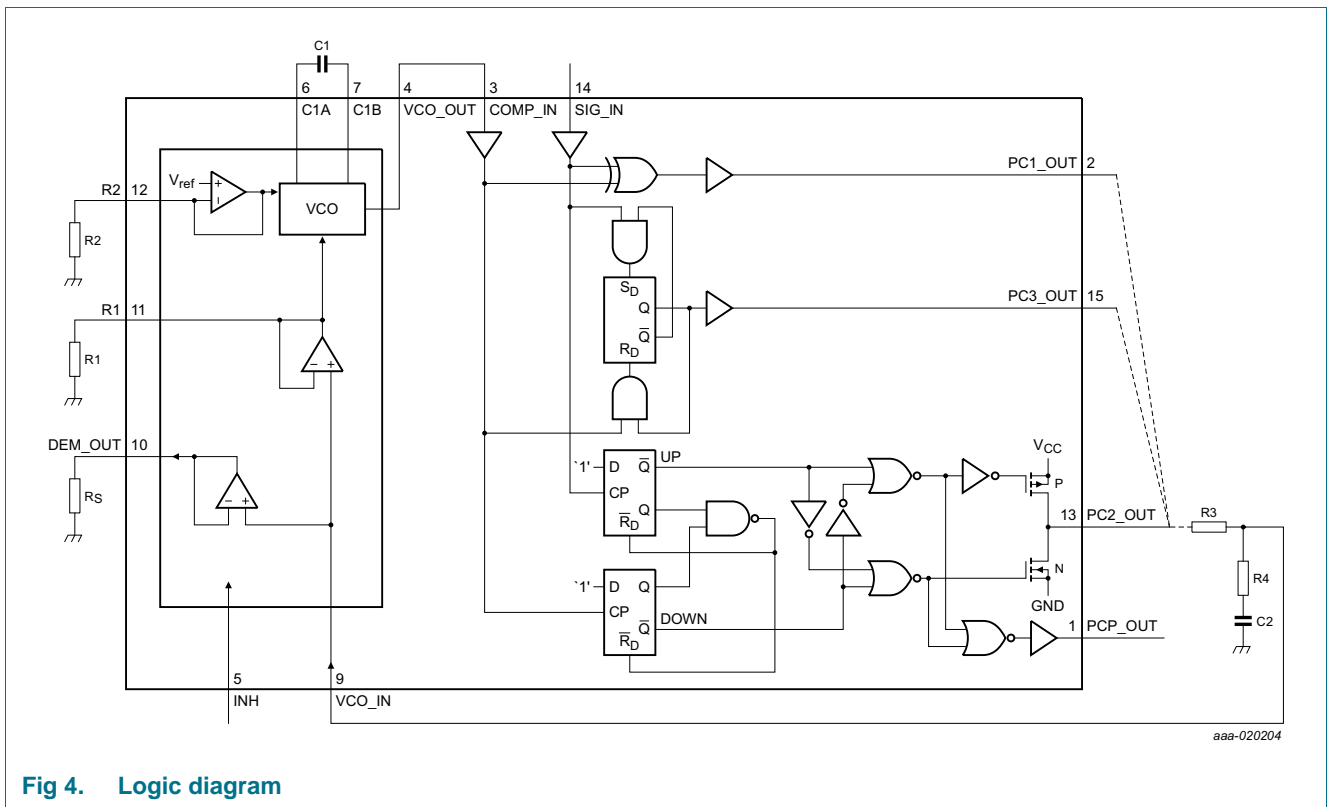 C1
6 7 4 3 14
C1A C1B VCO_OUT COMP_IN SIG_IN
PC1_OUT 2
R2 12
Vref
+
−
VCO
R2
SD
Q
Q̅
RD
PC3_OUT 15
R1 11
R1
− +
DEM_OUT 10
RS
− +
'1' D Q̅ UP
CP
Q
R̅D
'1' D Q
CP
Q̅ DOWN
R̅D
VCC
P
13 PC2_OUT
R3
N
GND
R4
C2
1 PCP_OUT
5 9
INH VCO_IN
aaa-020204
Fig 4. Logic diagram